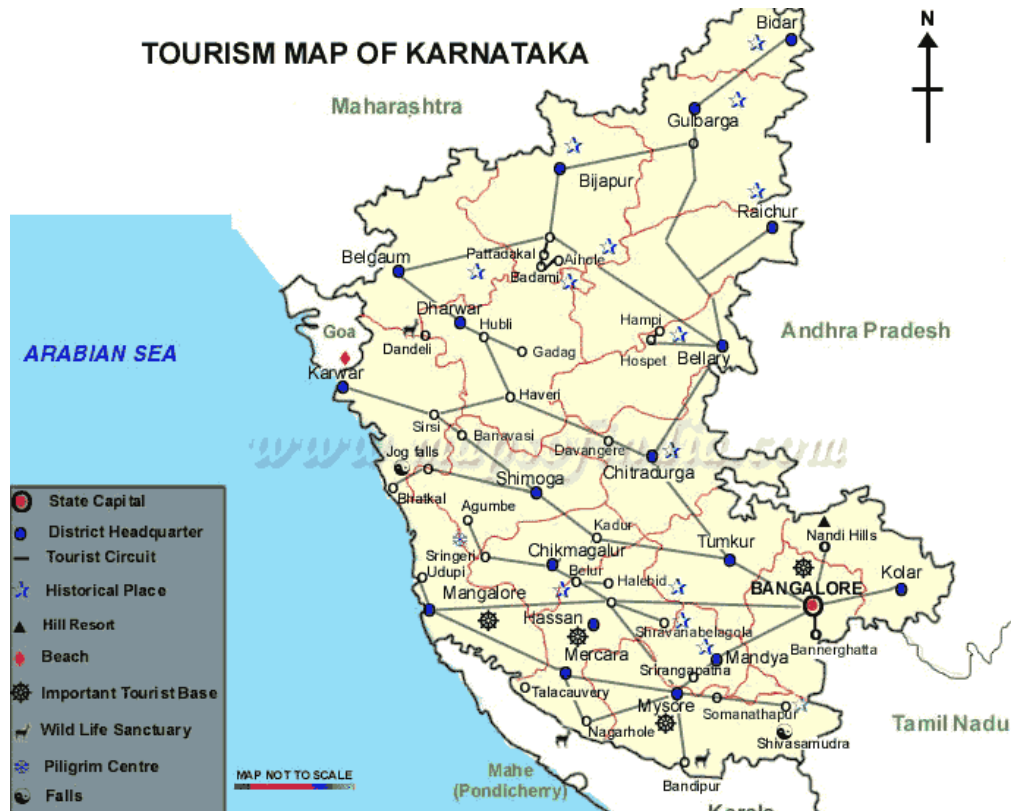 Bidar
N
TOURISM MAP OF KARNATAKA
Maharashtra
Gulbarga
Bijapur
Raichur
Pattadakal
Aihole
Belgaum
Badami
Dharwar
Hampi
Goa
Hubli
Andhra Pradesh
Dandeli
Gadag
Hospet
Bellary
ARABIAN SEA
Karwar
Haveri
Sirsi
Banavasi
www.mapsofindia.com
Jog falls
Davangere
Chitradurga
Shimoga
Bhatkal
Agumbe
Kadur
Nandi Hills
Tumkur
Sringeri
Chikmagalur
Udupi
Belur
Halebid
BANGALORE
Kolar
Mangalore
Hassan
Shravanabelagola
Bannerghatta
Mercara
Srirangapatna
Mandya
Talacauvery
Mysore
Somanathapur
Tamil Nadu
Nagarhole
Shivasamudra
Mahe
(Pondicherry)
Bandipur
Kerala
State Capital
District Headquarter
Tourist Circuit
Historical Place
Hill Resort
Beach
Important Tourist Base
Wild Life Sanctuary
Piligrim Centre
Falls
MAP NOT TO SCALE